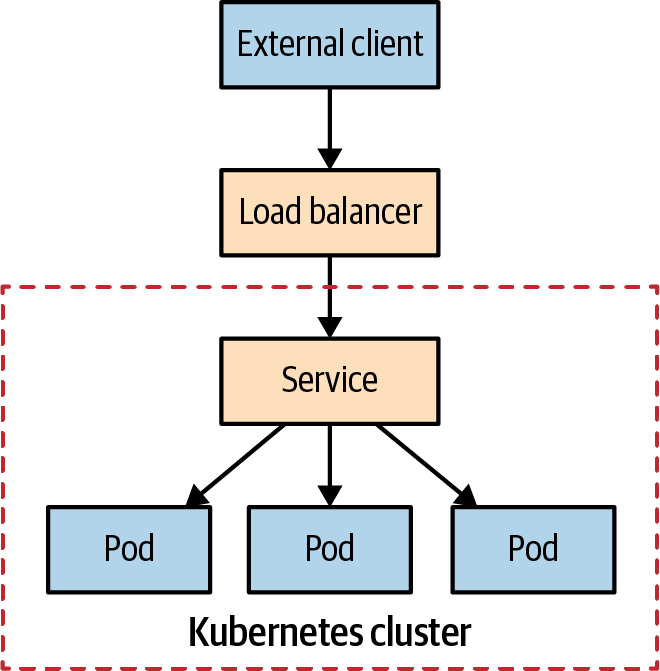 External client
Load balancer
Service
Pod
Pod
Pod
Kubernetes cluster